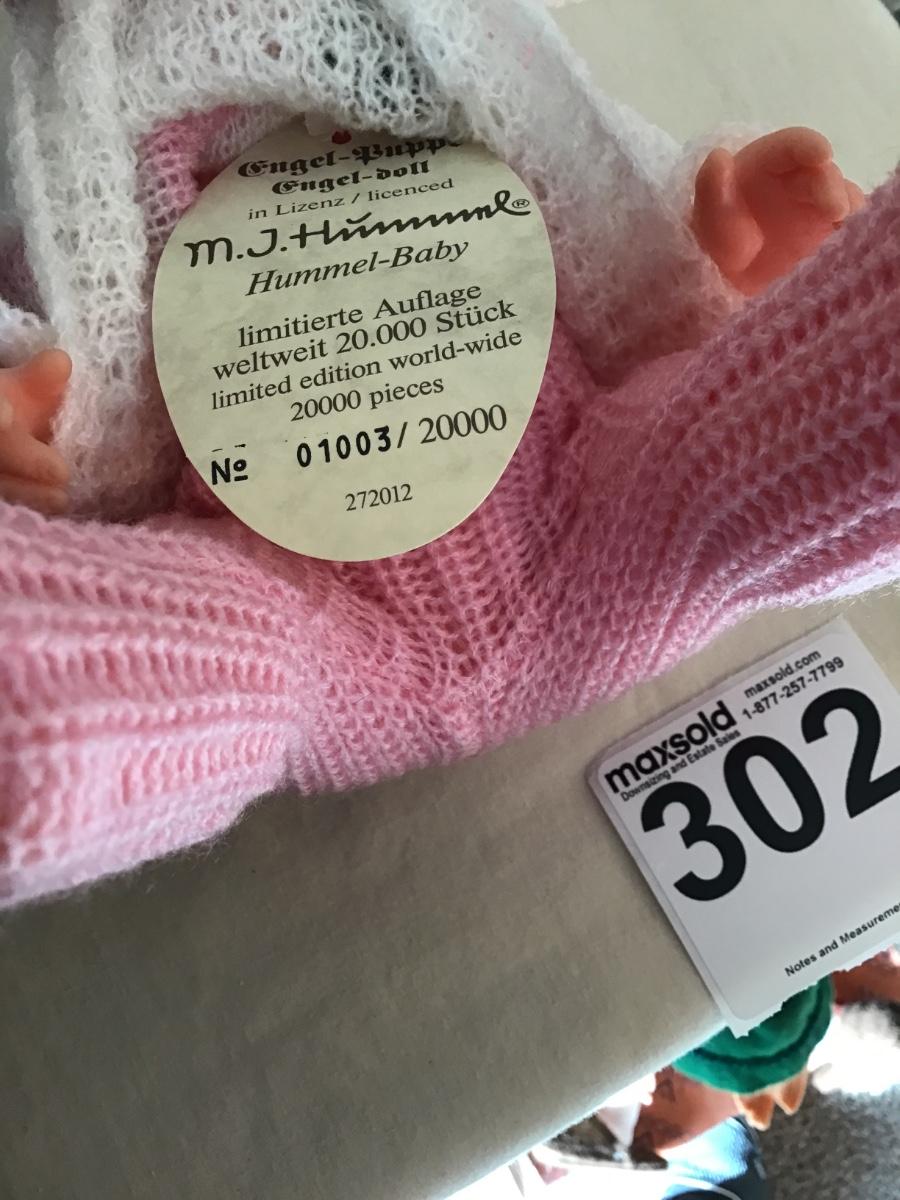 Engel-Puppe
Engel-doll
in Lizenz / licenced
M.J.Hummel®
Hummel-Baby
limitierte Auflage
weltweit 20.000 Stück
limited edition world-wide
20000 pieces
Nº 01003/ 20000
272012
maxsold
maxsold.com
1-877-257-7799
Downsizing and Estate Sales
302
Notes and Measureme